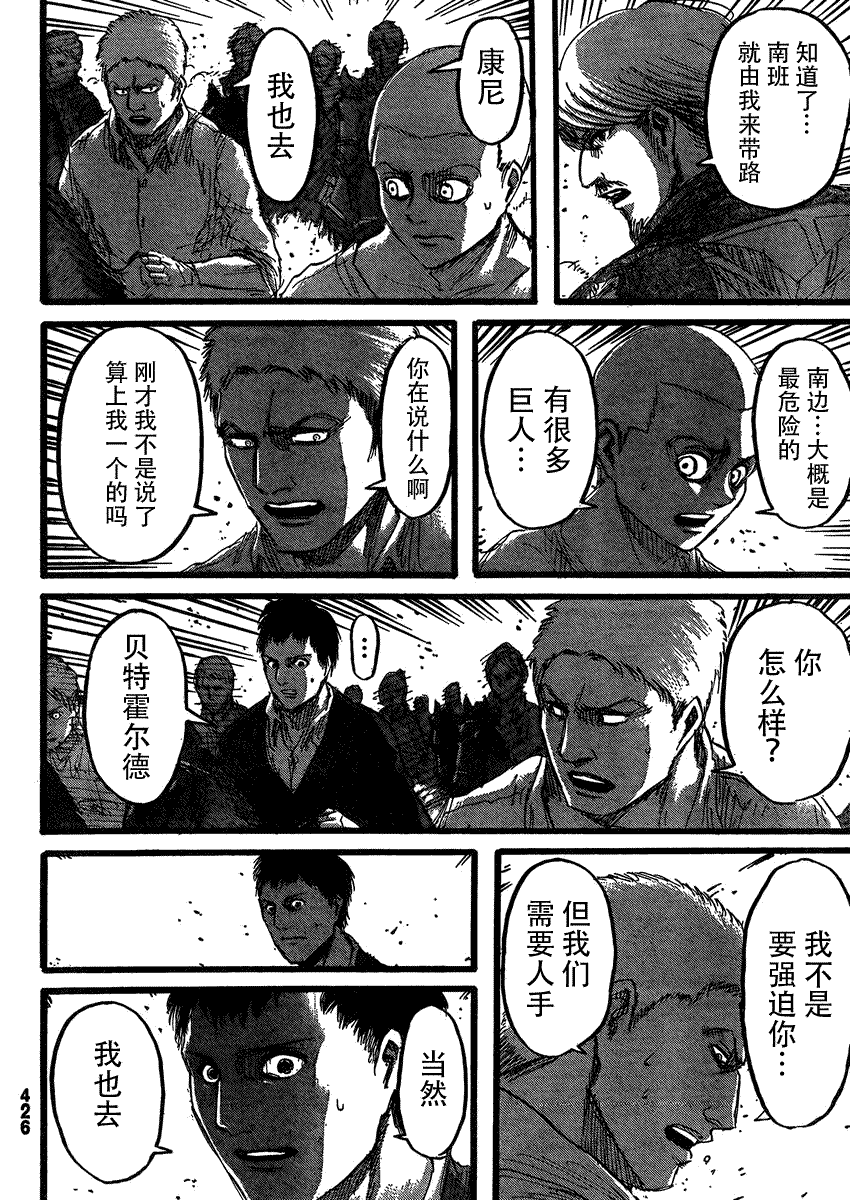 知道了…
南班
就由我来带路
康尼
我也去
南边…大概是
最危险的
有很多
巨人…
你在说什么啊
刚才我不是说了
算上我一个的吗
你
怎么样?
…
贝特霍尔德
我不是
要强迫你…
但我们
需要人手
当然
我也去
426